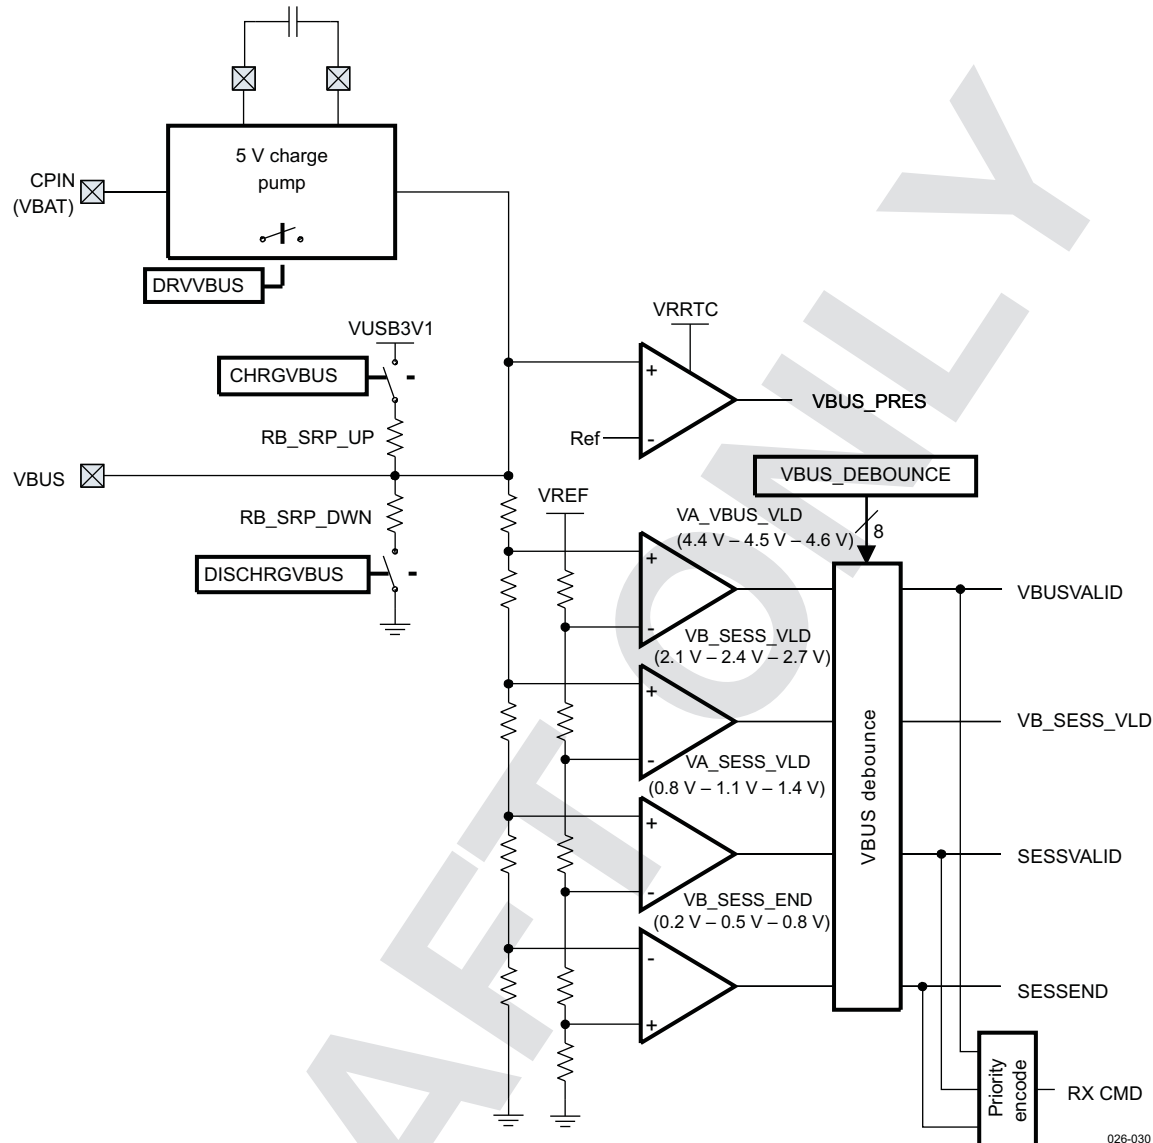 5 V charge
pump
CPIN
(VBAT)
DRVVBUS
VUSB3V1
CHRGVBUS
RB_SRP_UP
VBUS
RB_SRP_DWN
DISCHRGVBUS
VRRTC
+
-
Ref
VBUS_PRES
VREF
VBUS_DEBOUNCE
8
VA_VBUS_VLD
(4.4 V – 4.5 V – 4.6 V)
+
-
VBUSVALID
VB_SESS_VLD
(2.1 V – 2.4 V – 2.7 V)
+
-
VB_SESS_VLD
VBUS debounce
VA_SESS_VLD
(0.8 V – 1.1 V – 1.4 V)
+
-
SESSVALID
VB_SESS_END
(0.2 V – 0.5 V – 0.8 V)
-
+
SESSEND
Priority
encode
RX CMD
026-030
AFT ONLY